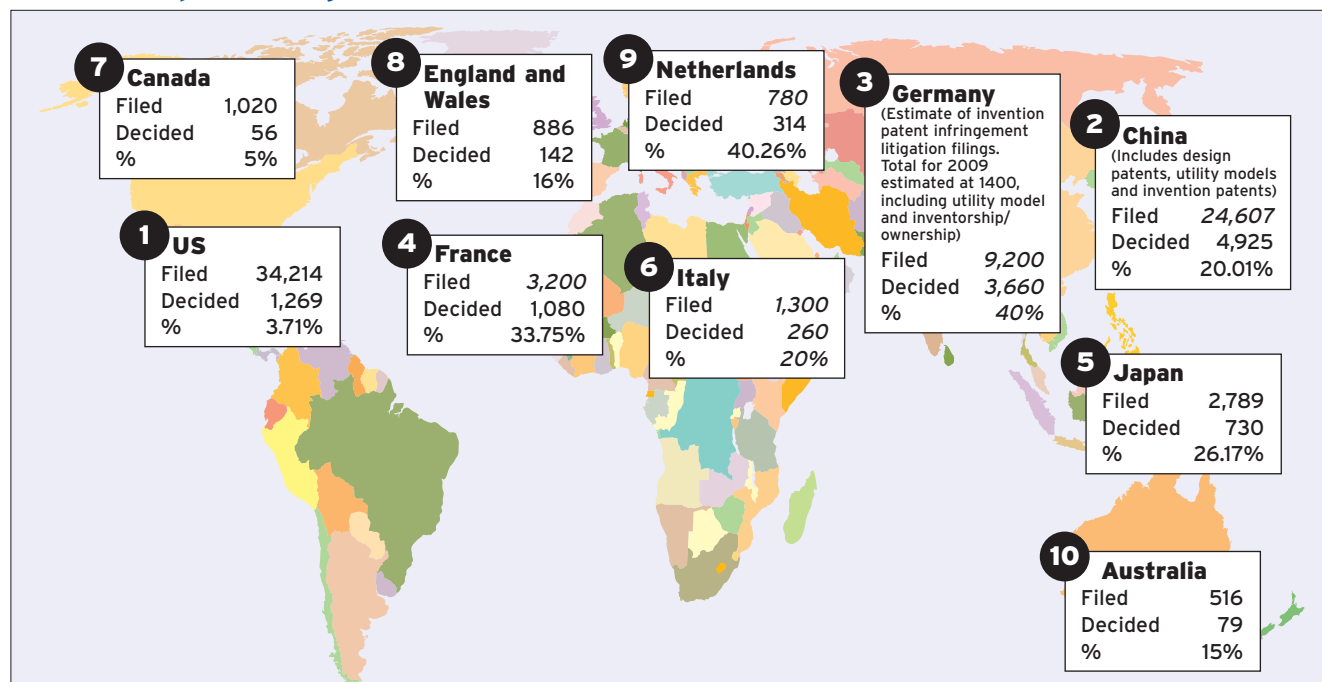 7
Canada
Filed 1,020
Decided 56
% 5%
8
England and
Wales
Filed 886
Decided 142
% 16%
9
Netherlands
Filed 780
Decided 314
% 40.26%
3
Germany
(Estimate of invention
patent infringement
litigation filings.
Total for 2009
estimated at 1400,
including utility model
and inventorship/
ownership)
Filed 9,200
Decided 3,660
% 40%
2
China
(Includes design
patents, utility models
and invention patents)
Filed 24,607
Decided 4,925
% 20.01%
1
US
Filed 34,214
Decided 1,269
% 3.71%
4
France
Filed 3,200
Decided 1,080
% 33.75%
6
Italy
Filed 1,300
Decided 260
% 20%
5
Japan
Filed 2,789
Decided 730
% 26.17%
10
Australia
Filed 516
Decided 79
% 15%